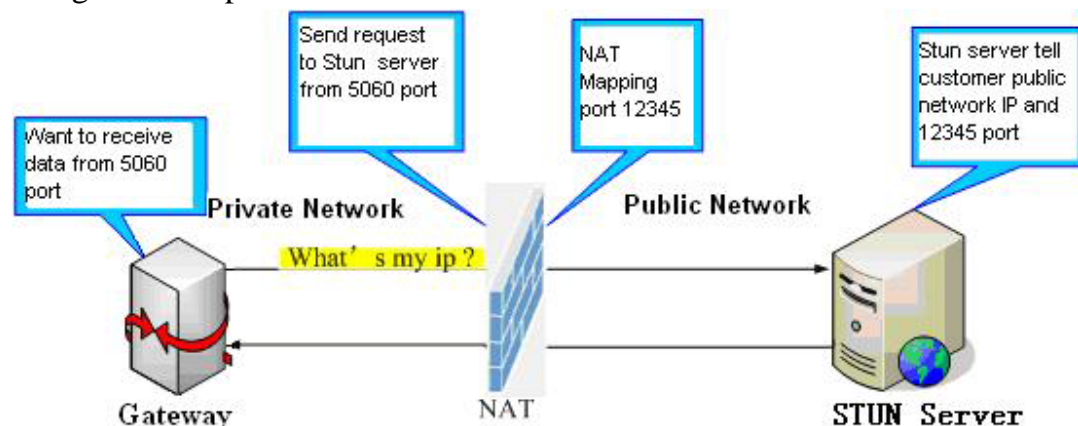 Send request
to Stun server
from 5060 port
NAT
Mapping
port 12345
Stun server tell
customer public
network IP and
12345 port
Want to receive
data from 5060
port
Private Network
Public Network
What's my ip ?
Gateway
NAT
STUN Server